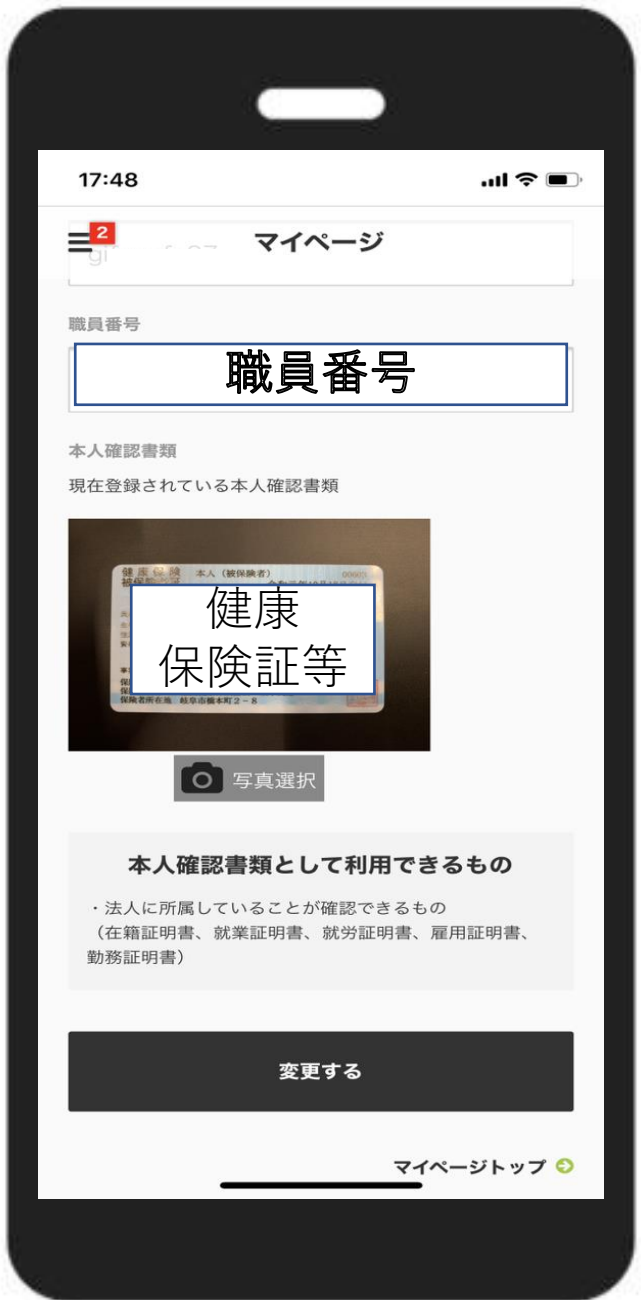 17:48
2
マイページ
職員番号
職員番号
本人確認書類
現在登録されている本人確認書類
健康保険 本人（被保険者）
健康
保険証等
保険者所在地 岐阜市橋本町2-8
写真選択
本人確認書類として利用できるもの
・法人に所属していることが確認できるもの
（在籍証明書、就業証明書、就労証明書、雇用証明書、
勤務証明書）
変更する
マイページトップ